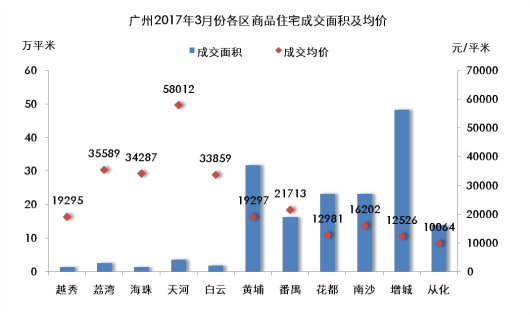 广州2017年3月份各区商品住宅成交面积及均价
万平米
元/平米
成交面积
成交均价
60
50
40
30
20
10
0
70000
60000
50000
40000
30000
20000
10000
0
19295
35589
34287
58012
33859
19297
21713
12981
16202
12526
10064
越秀
荔湾
海珠
天河
白云
黄埔
番禺
花都
南沙
增城
从化